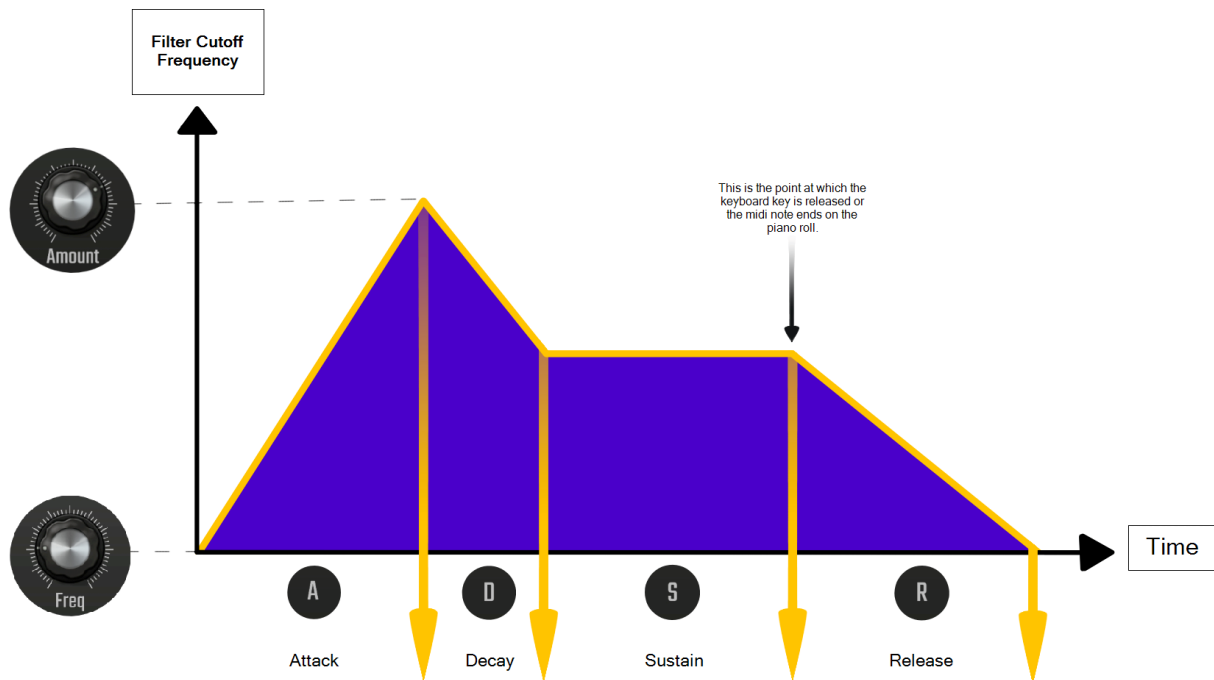 Filter Cutoff
Frequency
This is the point at which the
keyboard key is released or
the midi note ends on the
piano roll.
Amount
Freq
Time
A
D
S
R
Attack
Decay
Sustain
Release